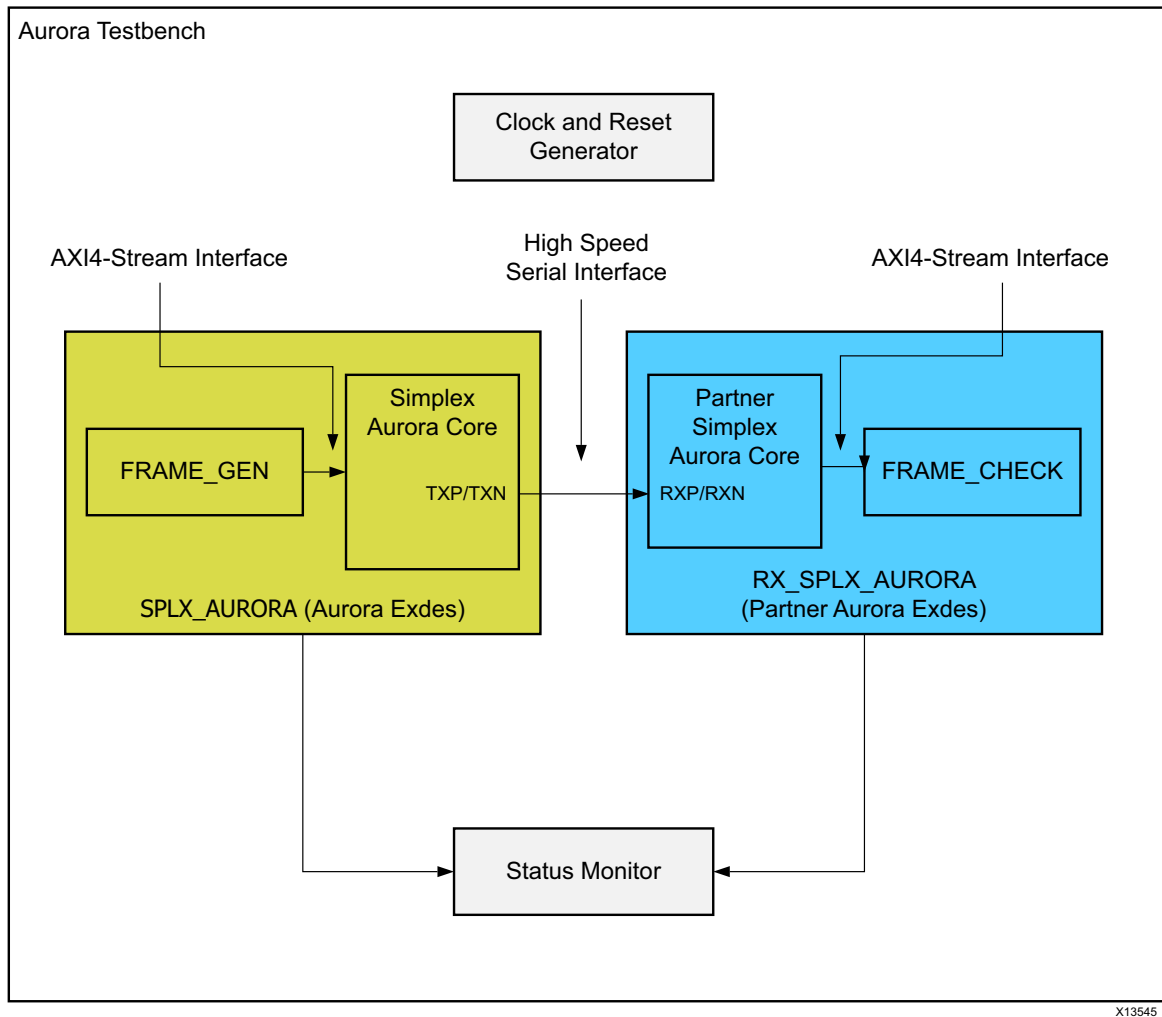 Aurora Testbench
Clock and Reset
Generator
AXI4-Stream Interface
High Speed
Serial Interface
AXI4-Stream Interface
FRAME_GEN
Simplex
Aurora Core
TXP/TXN
SPLX_AURORA (Aurora Exdes)
Partner
Simplex
Aurora Core
RXP/RXN
FRAME_CHECK
RX_SPLX_AURORA
(Partner Aurora Exdes)
Status Monitor
X13545